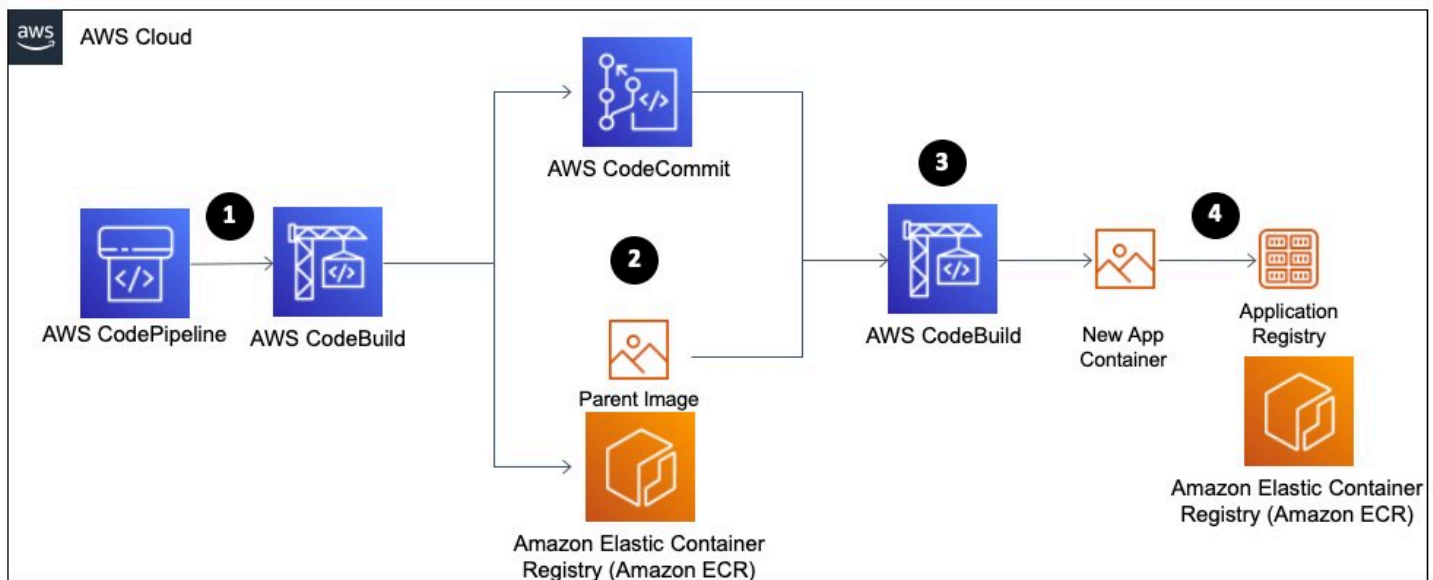 aws
AWS Cloud
</>
AWS CodeCommit
1
</>
AWS CodePipeline
</>
AWS CodeBuild
2
Parent Image
Amazon Elastic Container
Registry (Amazon ECR)
3
</>
AWS CodeBuild
New App
Container
4
Application
Registry
Amazon Elastic Container
Registry (Amazon ECR)